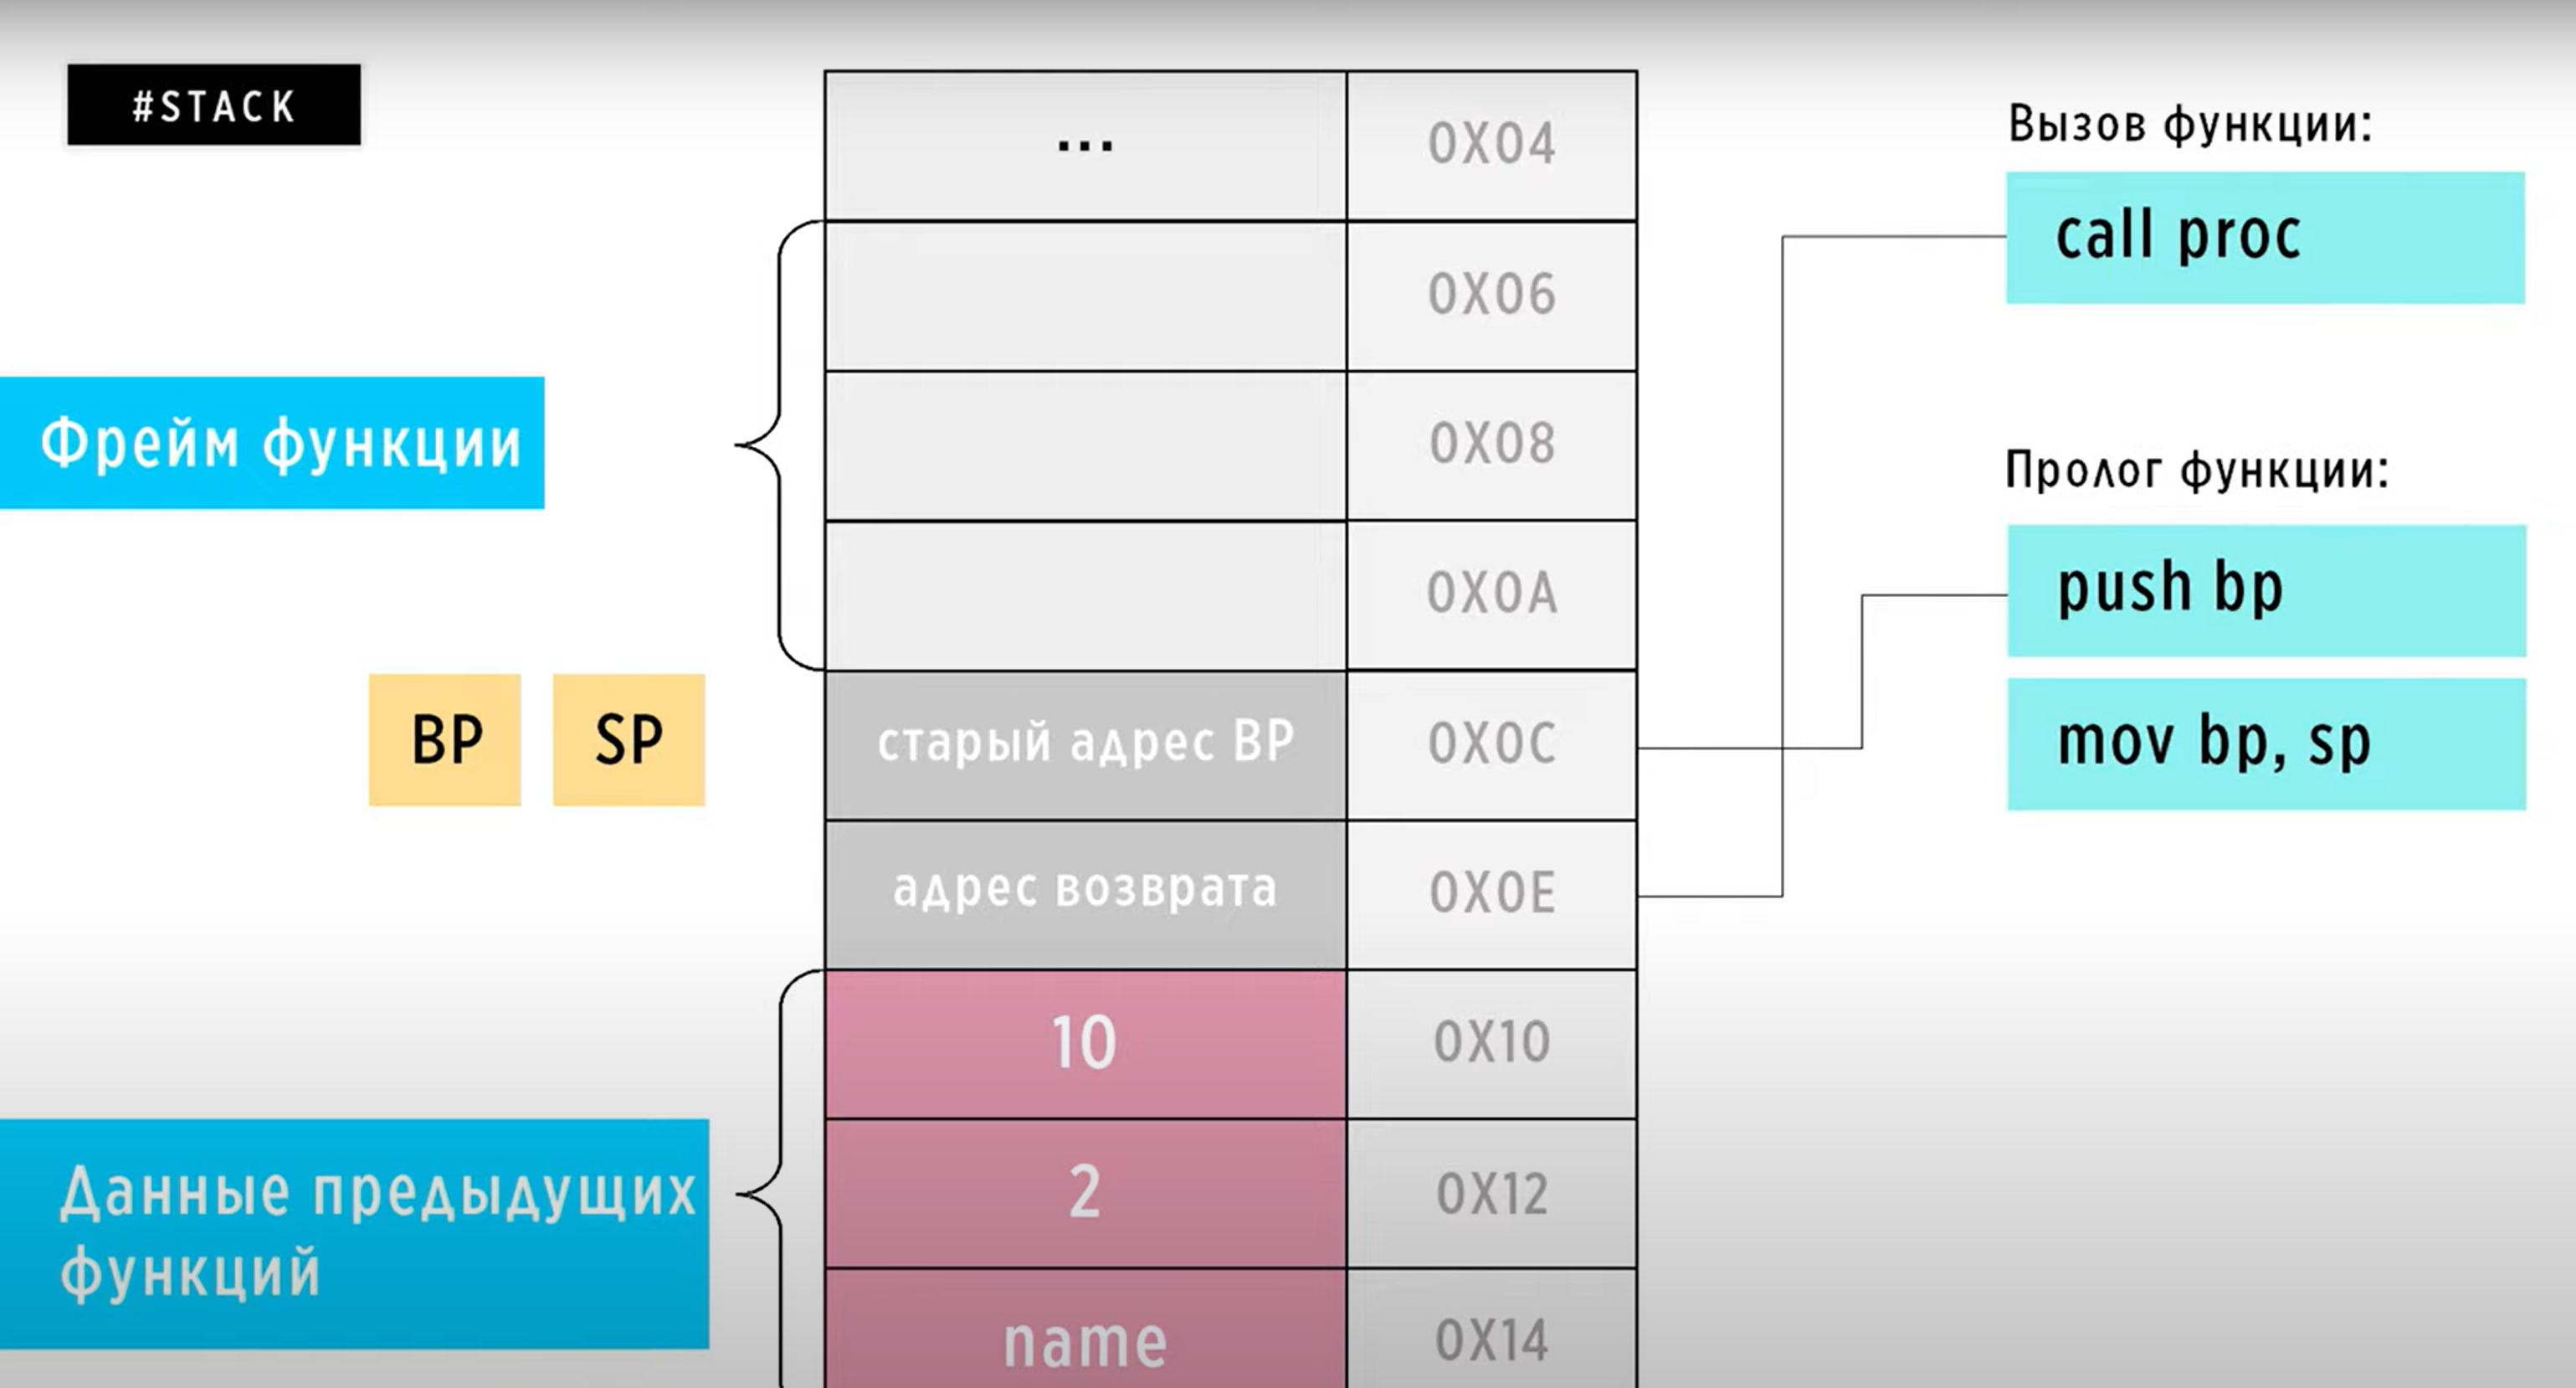 #STACK
... 0X04
0X06
0X08
0X0A
старый адрес BP 0X0C
адрес возврата 0X0E
10 0X10
2 0X12
name 0X14
Фрейм функции
BP SP
Данные предыдущих
функций
Вызов функции:
call proc
Пролог функции:
push bp
mov bp, sp